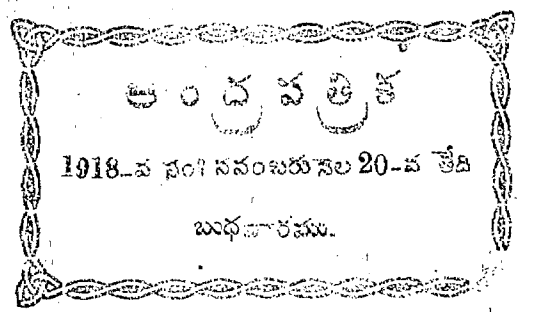 ఆంధ్రపత్రిక
1918-వ సం॥ నవంబరు నెల 20-వ తేది
బుధవారము.